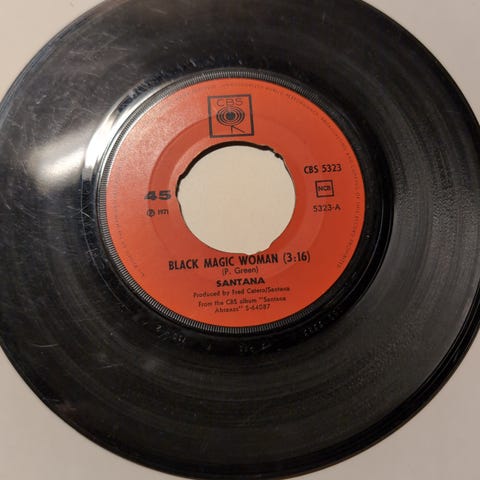 CBS
CBS 5323
45
NCB
℗ 1971
5323-A
BLACK MAGIC WOMAN (3:16)
(P. Green)
SANTANA
Produced by Fred Catero/Santana
From the CBS album "Santana
Abraxas" S-64087